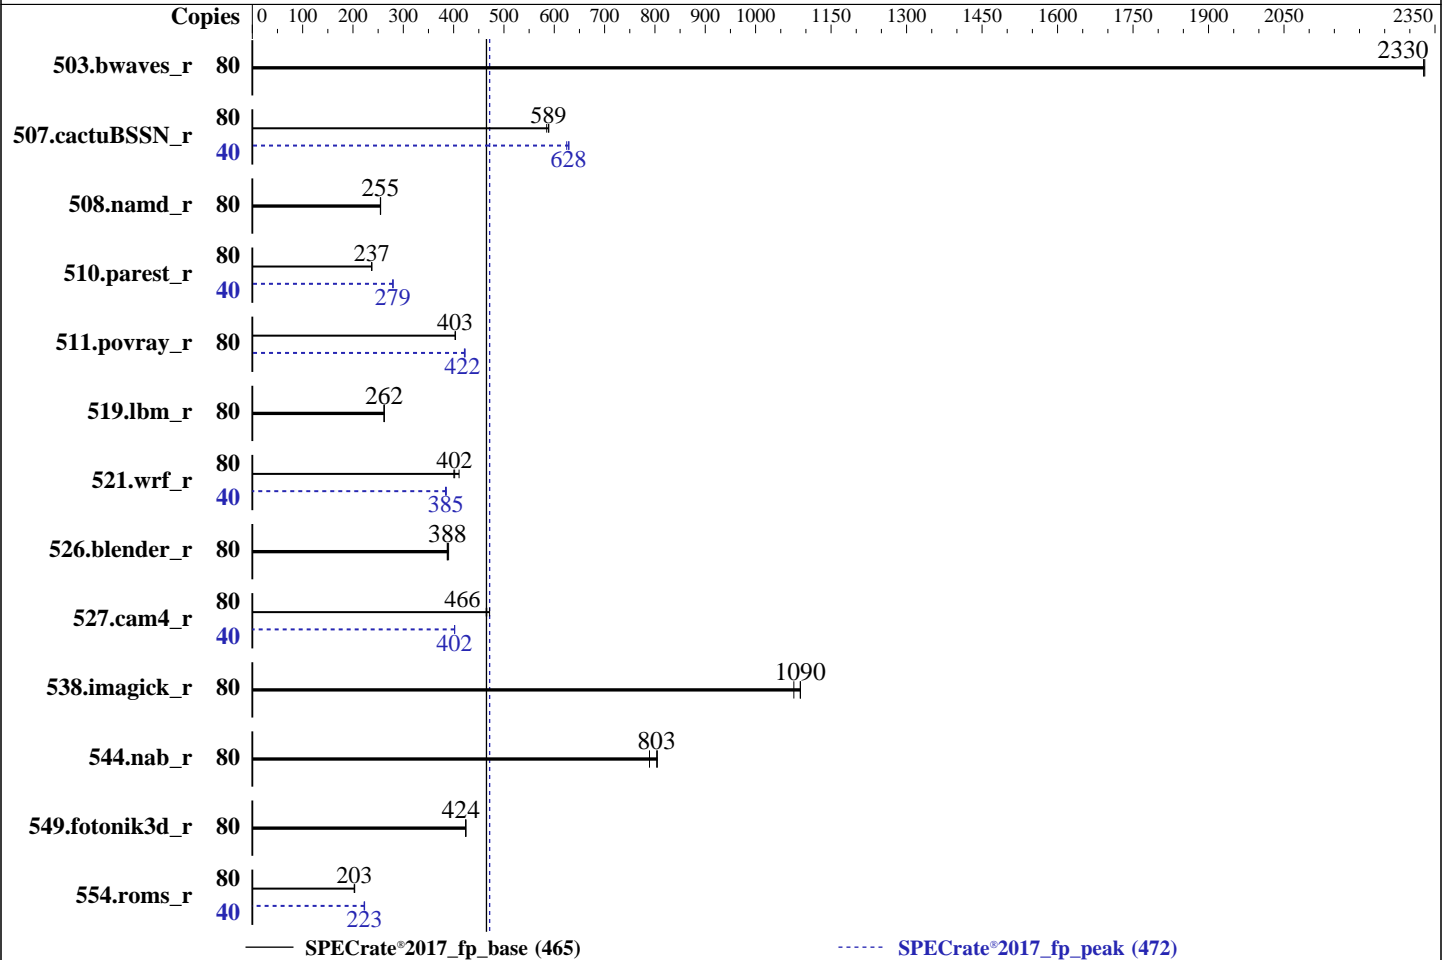 Copies 0 100 200 300 400 500 600 700 800 900 1000 1150 1300 1450 1600 1750 1900 2050 2350
503.bwaves_r 80 2330
507.cactuBSSN_r 80 589
40 628
508.namd_r 80 255
510.parest_r 80 237
40 279
511.povray_r 80 403
422
519.lbm_r 80 262
521.wrf_r 80 402
40 385
526.blender_r 80 388
527.cam4_r 80 466
40 402
538.imagick_r 80 1090
544.nab_r 80 803
549.fotonik3d_r 80 424
554.roms_r 80 203
40 223
SPECrate®2017_fp_base (465) SPECrate®2017_fp_peak (472)